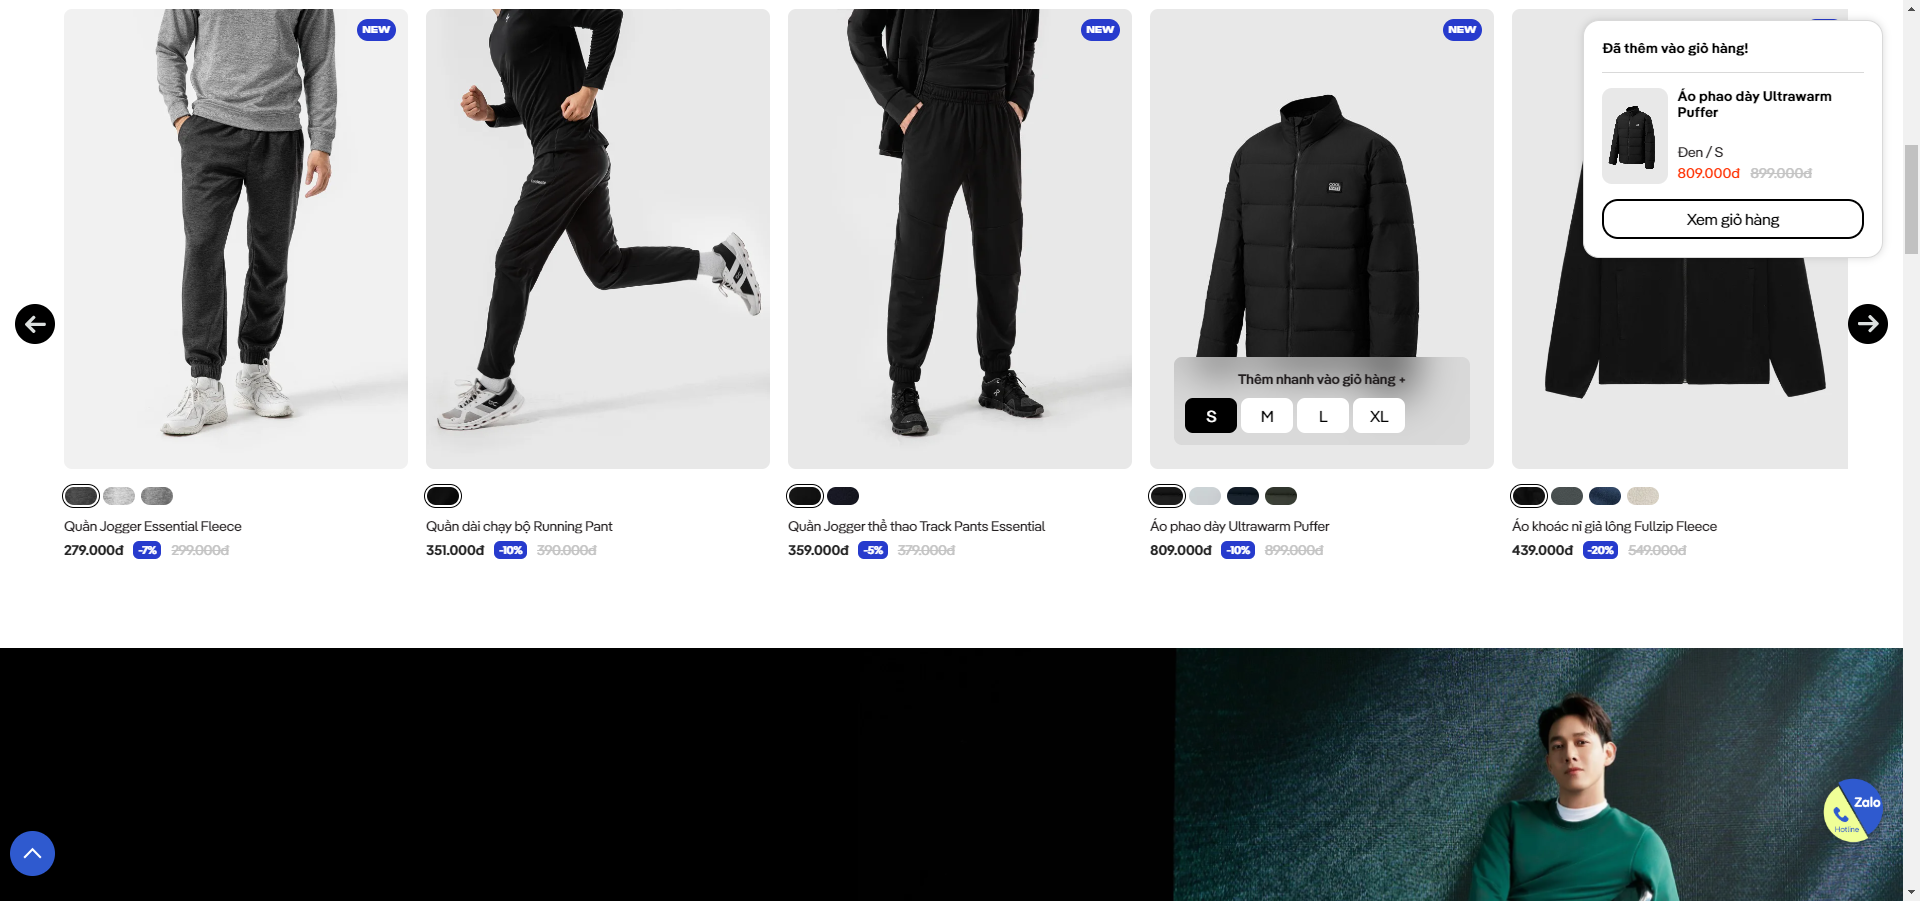 NEW
NEW
NEW
Đã thêm vào giỏ hàng!
Áo phao dày Ultrawarm
Puffer
Đen / S
809.000đ 899.000đ
Xem giỏ hàng
Thêm nhanh vào giỏ hàng +
S M L XL
Quần Jogger Essential Fleece
279.000đ -7% 299.000đ
Quần dài chạy bộ Running Pant
351.000đ -10% 390.000đ
Quần Jogger thể thao Track Pants Essential
359.000đ -5% 379.000đ
Áo phao dày Ultrawarm Puffer
809.000đ -10% 899.000đ
Áo khoác nỉ giả lông Fullzip Fleece
439.000đ -20% 549.000đ
Zalo
Hotline